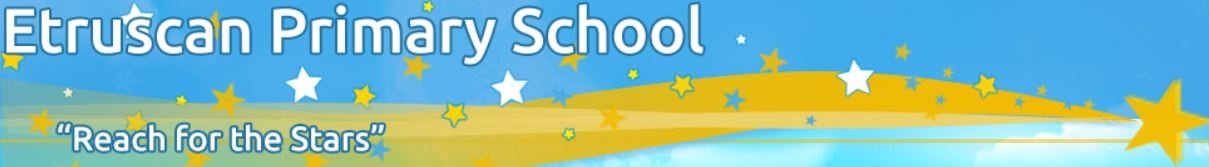 Etruscan Primary School
“Reach for the Stars”